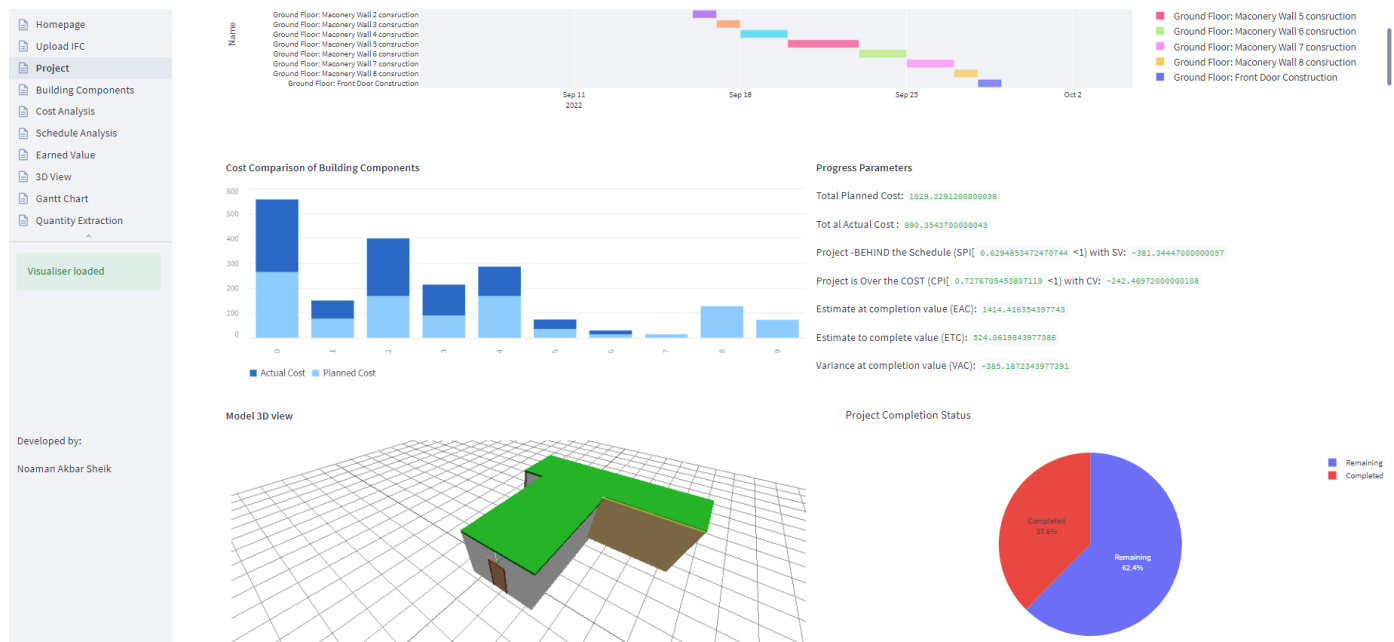 Homepage
Upload IFC
Project
Building Components
Cost Analysis
Schedule Analysis
Earned Value
3D View
Gantt Chart
Quantity Extraction
Visualiser loaded
Developed by:
Noaman Akbar Sheik
Name
Ground Floor: Maconery Wall 2 consruction
Ground Floor: Maconery Wall 3 consruction
Ground Floor: Maconery Wall 4 consruction
Ground Floor: Maconery Wall 5 consruction
Ground Floor: Maconery Wall 6 consruction
Ground Floor: Maconery Wall 7 consruction
Ground Floor: Maconery Wall 8 consruction
Ground Floor: Front Door Construction
Sep 11 Sep 18 Sep 25 Oct 2
2022
Ground Floor: Maconery Wall 5 consruction
Ground Floor: Maconery Wall 6 consruction
Ground Floor: Maconery Wall 7 consruction
Ground Floor: Maconery Wall 8 consruction
Ground Floor: Front Door Construction
Cost Comparison of Building Components
600
500
400
300
200
100
0
0 1 2 3 4 5 6 7 8 9
Actual Cost Planned Cost
Progress Parameters
Total Planned Cost: 1029.2291200000038
Tot al Actual Cost : 890.3543700000043
Project -BEHIND the Schedule (SPI[ 0.6294853472470744 <1) with SV: -381.34447000000057
Project is Over the COST (CPI[ 0.7276705453807119 <1) with CV: -242.46972000000108
Estimate at completion value (EAC): 1414.416354397743
Estimate to complete value (ETC): 524.0619843977386
Variance at completion value (VAC): -385.1872343977391
Model 3D view
Project Completion Status
Completed
37.6%
Remaining
62.4%
Remaining
Completed